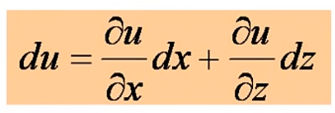 du = ∂u/∂x dx + ∂u/∂z dz